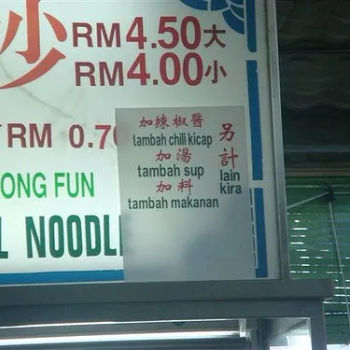 沙 RM 4.50 大
RM 4.00 小
RM 0.70
ONG FUN
L NOODL
加辣椒醬
tambah chili kicap
加湯
tambah sup
加料
tambah makanan
另計
lain
kira